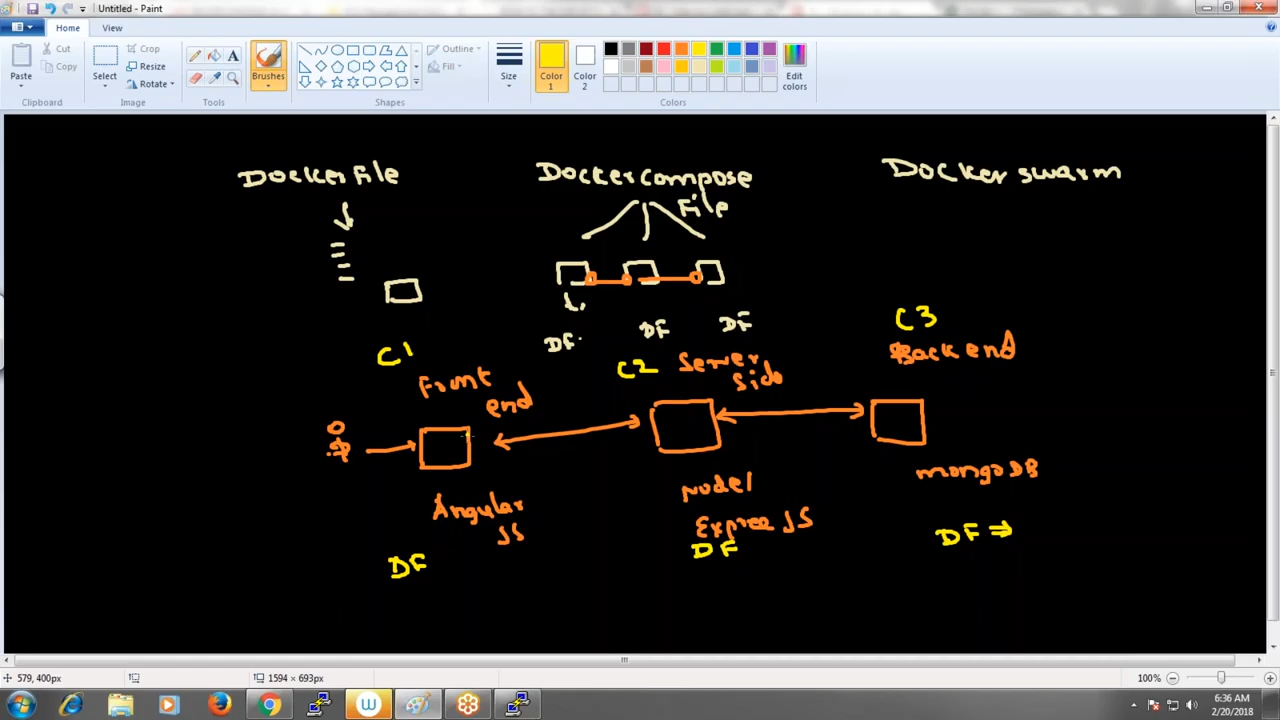 Untitled - Paint
Home
View
Paste
Cut
Copy
Clipboard
Select
Crop
Resize
Rotate
Image
Tools
Brushes
Shapes
Outline
Fill
Size
Color
1
Color
2
Edit
colors
Colors
Dockerfile
Dockercompose
File
Docker swarm
DF
DF
DF
C1
Front
end
C2
Server
Side
C3
Backend
Angular
JS
DF
Express JS
DF
mongoDB
DF
579, 400px
1594 × 693px
100%
6:36 AM
2/20/2018